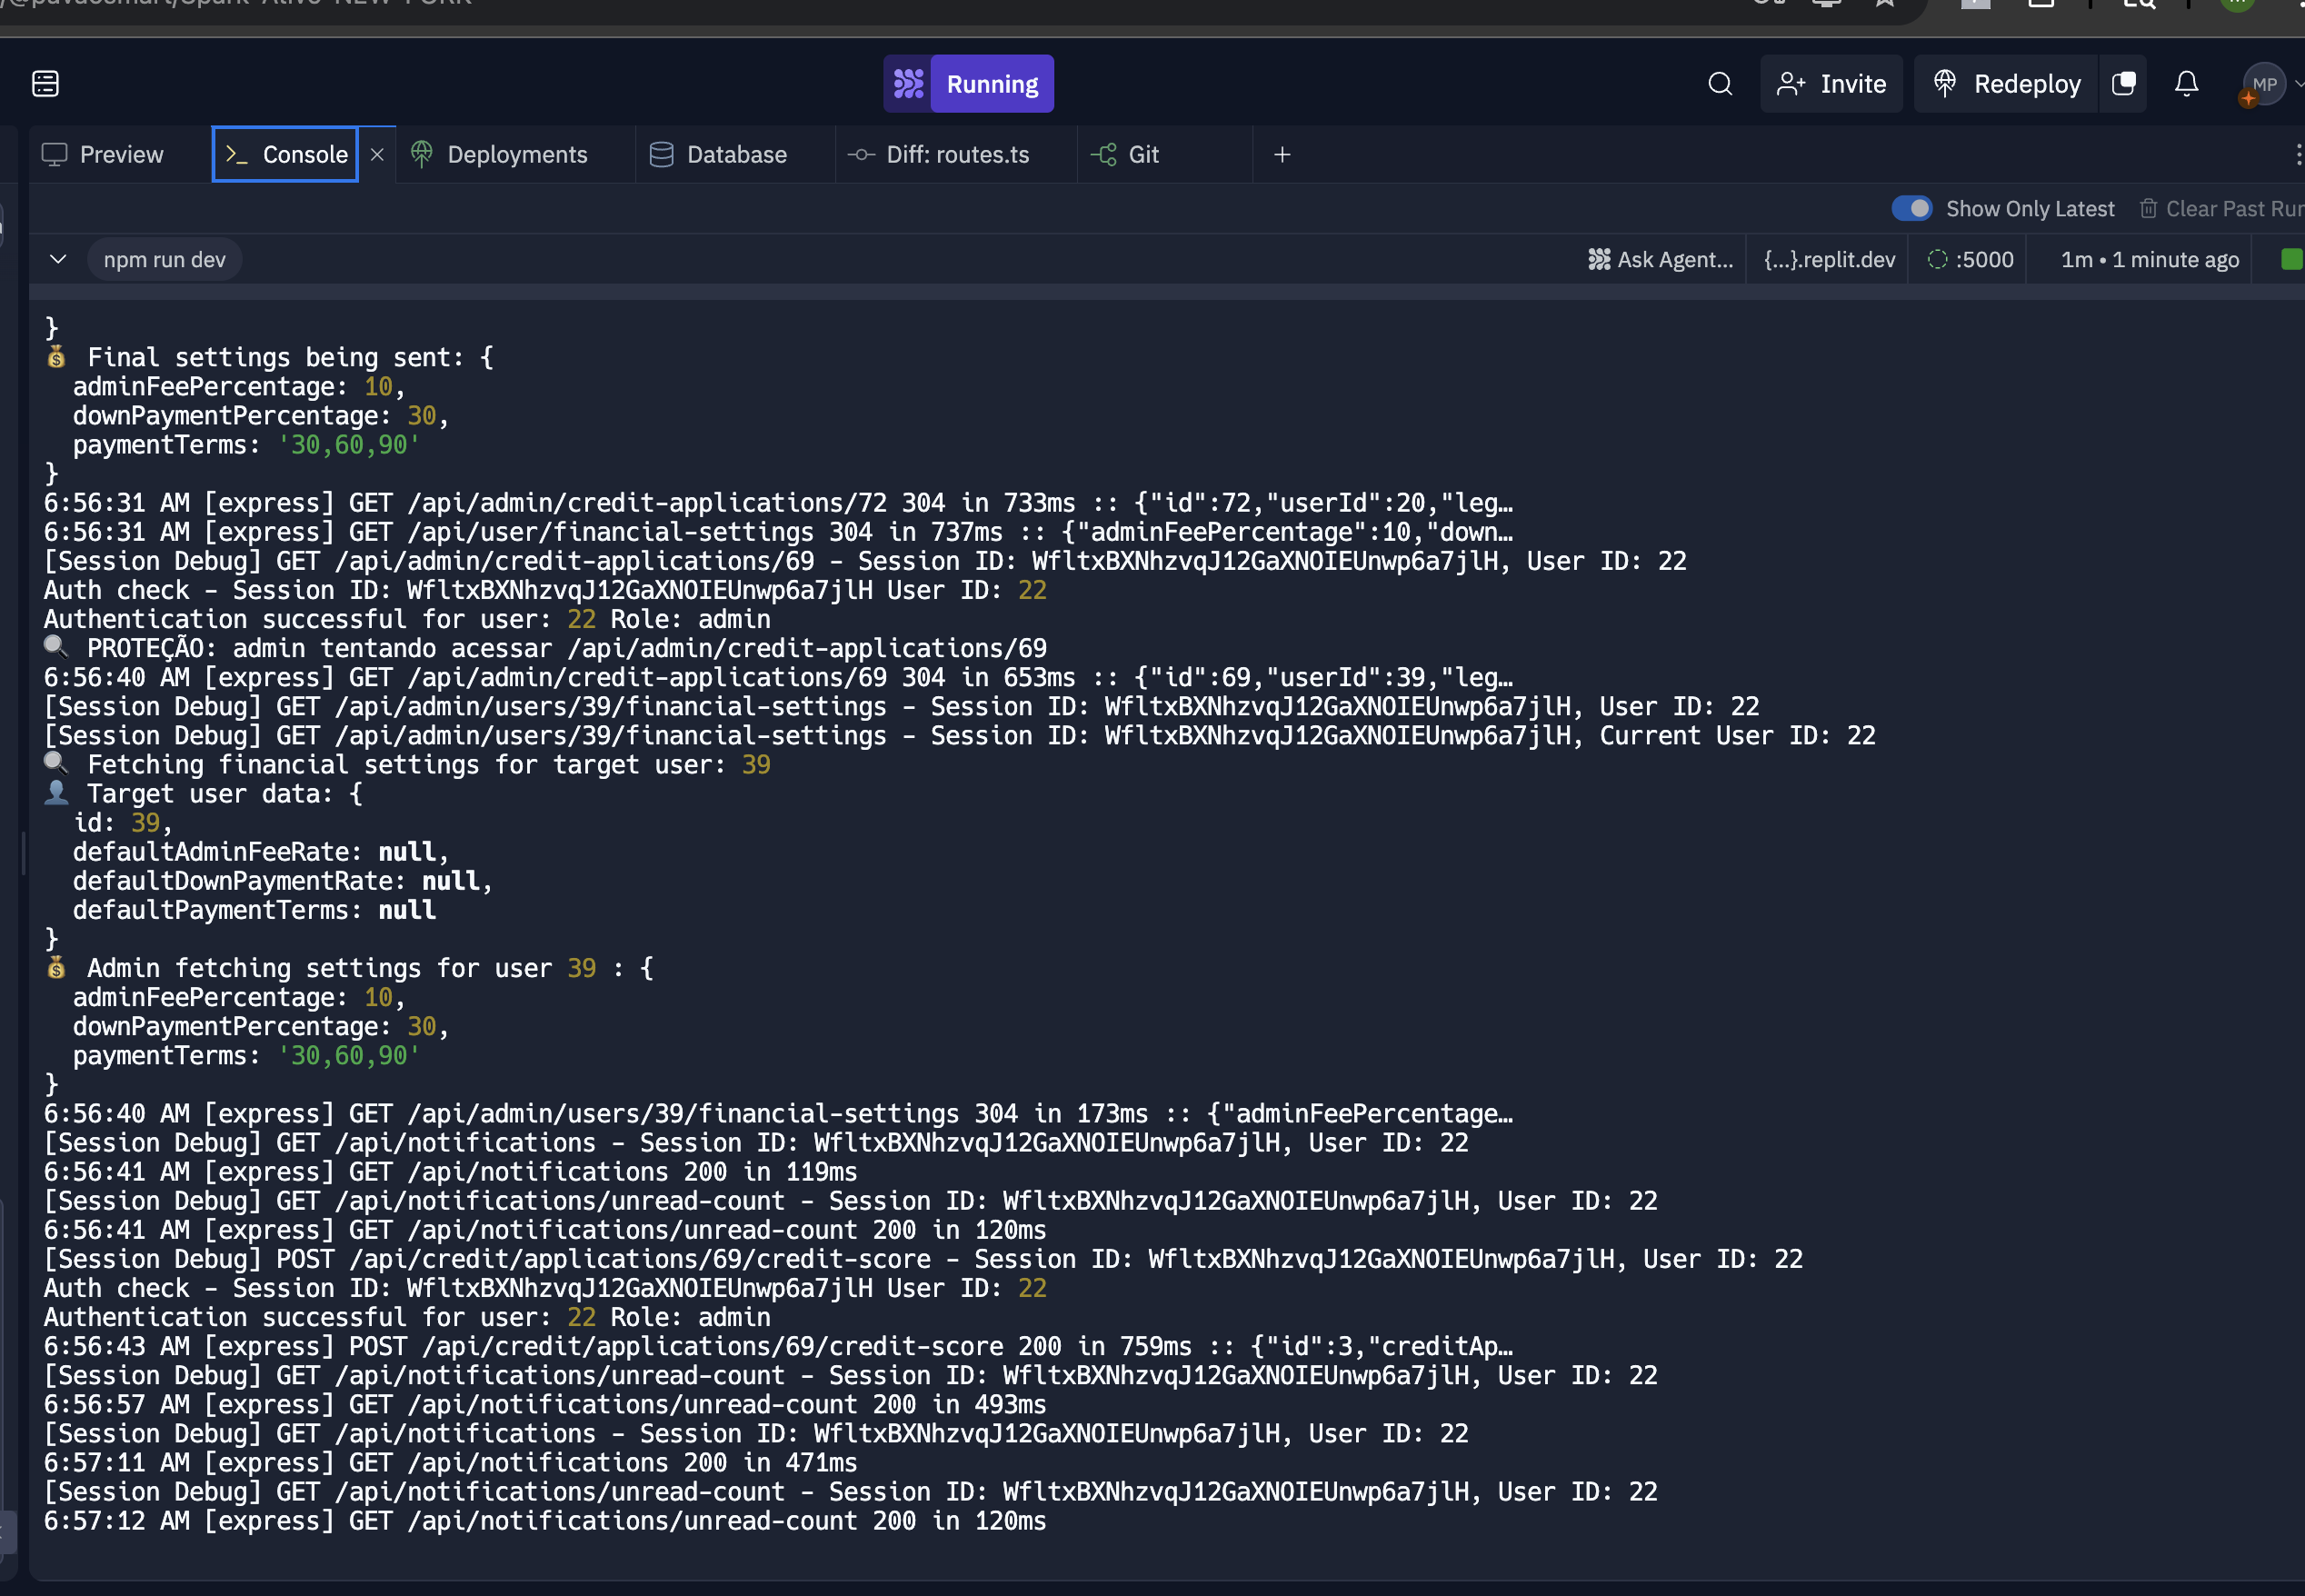 Running
Invite
Redeploy
MP
Preview
Console
Deployments
Database
Diff: routes.ts
Git
Show Only Latest
Clear Past Run
npm run dev
Ask Agent...
{...}.replit.dev
:5000
1m • 1 minute ago
}
💰 Final settings being sent: {
  adminFeePercentage: 10,
  downPaymentPercentage: 30,
  paymentTerms: '30,60,90'
}
6:56:31 AM [express] GET /api/admin/credit-applications/72 304 in 733ms :: {"id":72,"userId":20,"leg…
6:56:31 AM [express] GET /api/user/financial-settings 304 in 737ms :: {"adminFeePercentage":10,"down…
[Session Debug] GET /api/admin/credit-applications/69 - Session ID: WfltxBXNhzvqJ12GaXNOIEUnwp6a7jlH, User ID: 22
Auth check - Session ID: WfltxBXNhzvqJ12GaXNOIEUnwp6a7jlH User ID: 22
Authentication successful for user: 22 Role: admin
🔍 PROTEÇÃO: admin tentando acessar /api/admin/credit-applications/69
6:56:40 AM [express] GET /api/admin/credit-applications/69 304 in 653ms :: {"id":69,"userId":39,"leg…
[Session Debug] GET /api/admin/users/39/financial-settings - Session ID: WfltxBXNhzvqJ12GaXNOIEUnwp6a7jlH, User ID: 22
[Session Debug] GET /api/admin/users/39/financial-settings - Session ID: WfltxBXNhzvqJ12GaXNOIEUnwp6a7jlH, Current User ID: 22
🔍 Fetching financial settings for target user: 39
👤 Target user data: {
  id: 39,
  defaultAdminFeeRate: null,
  defaultDownPaymentRate: null,
  defaultPaymentTerms: null
}
💰 Admin fetching settings for user 39 : {
  adminFeePercentage: 10,
  downPaymentPercentage: 30,
  paymentTerms: '30,60,90'
}
6:56:40 AM [express] GET /api/admin/users/39/financial-settings 304 in 173ms :: {"adminFeePercentage…
[Session Debug] GET /api/notifications - Session ID: WfltxBXNhzvqJ12GaXNOIEUnwp6a7jlH, User ID: 22
6:56:41 AM [express] GET /api/notifications 200 in 119ms
[Session Debug] GET /api/notifications/unread-count - Session ID: WfltxBXNhzvqJ12GaXNOIEUnwp6a7jlH, User ID: 22
6:56:41 AM [express] GET /api/notifications/unread-count 200 in 120ms
[Session Debug] POST /api/credit/applications/69/credit-score - Session ID: WfltxBXNhzvqJ12GaXNOIEUnwp6a7jlH, User ID: 22
Auth check - Session ID: WfltxBXNhzvqJ12GaXNOIEUnwp6a7jlH User ID: 22
Authentication successful for user: 22 Role: admin
6:56:43 AM [express] POST /api/credit/applications/69/credit-score 200 in 759ms :: {"id":3,"creditAp…
[Session Debug] GET /api/notifications/unread-count - Session ID: WfltxBXNhzvqJ12GaXNOIEUnwp6a7jlH, User ID: 22
6:56:57 AM [express] GET /api/notifications/unread-count 200 in 493ms
[Session Debug] GET /api/notifications - Session ID: WfltxBXNhzvqJ12GaXNOIEUnwp6a7jlH, User ID: 22
6:57:11 AM [express] GET /api/notifications 200 in 471ms
[Session Debug] GET /api/notifications/unread-count - Session ID: WfltxBXNhzvqJ12GaXNOIEUnwp6a7jlH, User ID: 22
6:57:12 AM [express] GET /api/notifications/unread-count 200 in 120ms